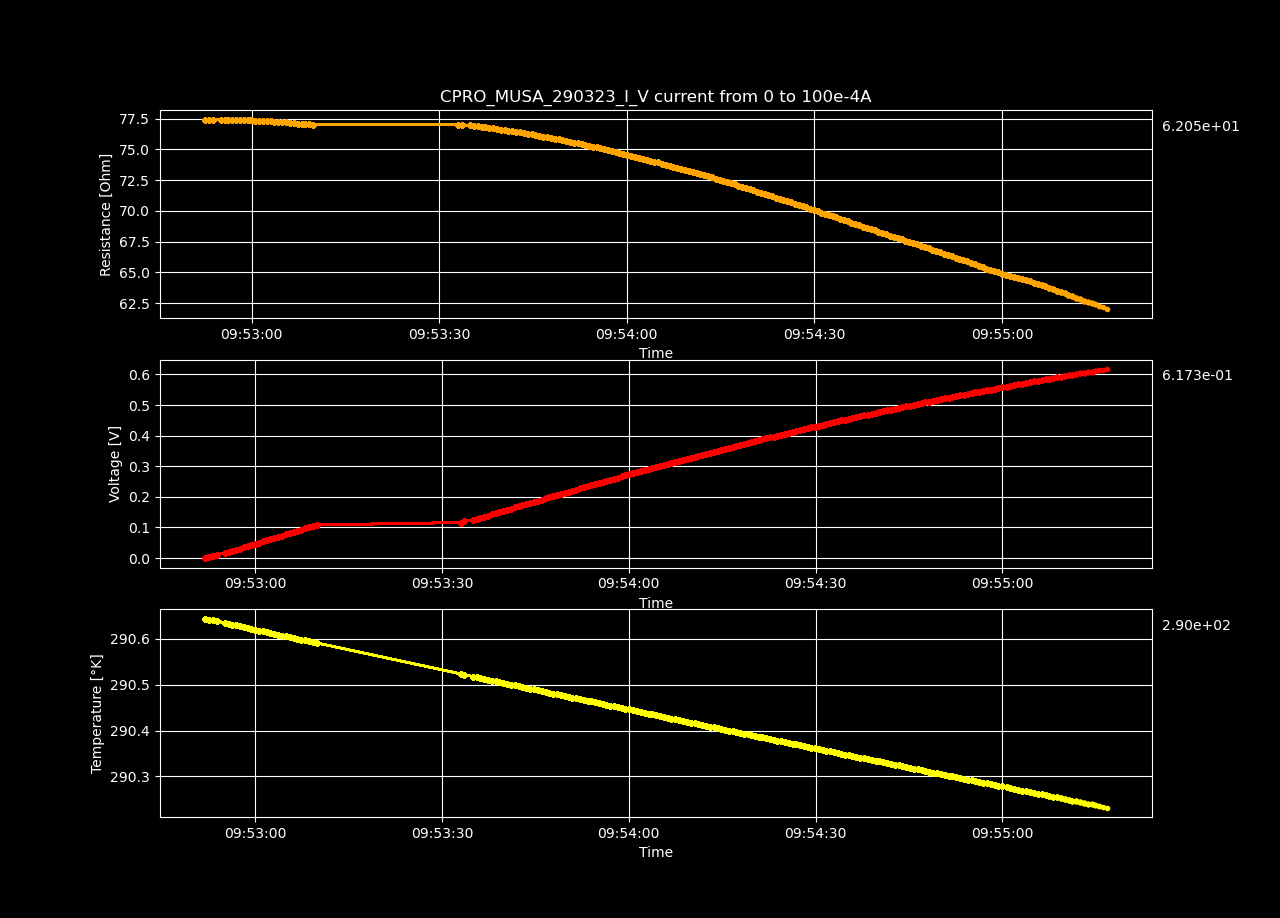 CPRO_MUSA_290323_I_V current from 0 to 100e-4A
77.5
75.0
72.5
70.0
67.5
65.0
62.5
Resistance [Ohm]
6.205e+01
09:53:00 09:53:30 09:54:00 09:54:30 09:55:00
Time
0.6
0.5
0.4
0.3
0.2
0.1
0.0
Voltage [V]
6.173e-01
09:53:00 09:53:30 09:54:00 09:54:30 09:55:00
Time
290.6
290.5
290.4
290.3
Temperature [°K]
2.90e+02
09:53:00 09:53:30 09:54:00 09:54:30 09:55:00
Time